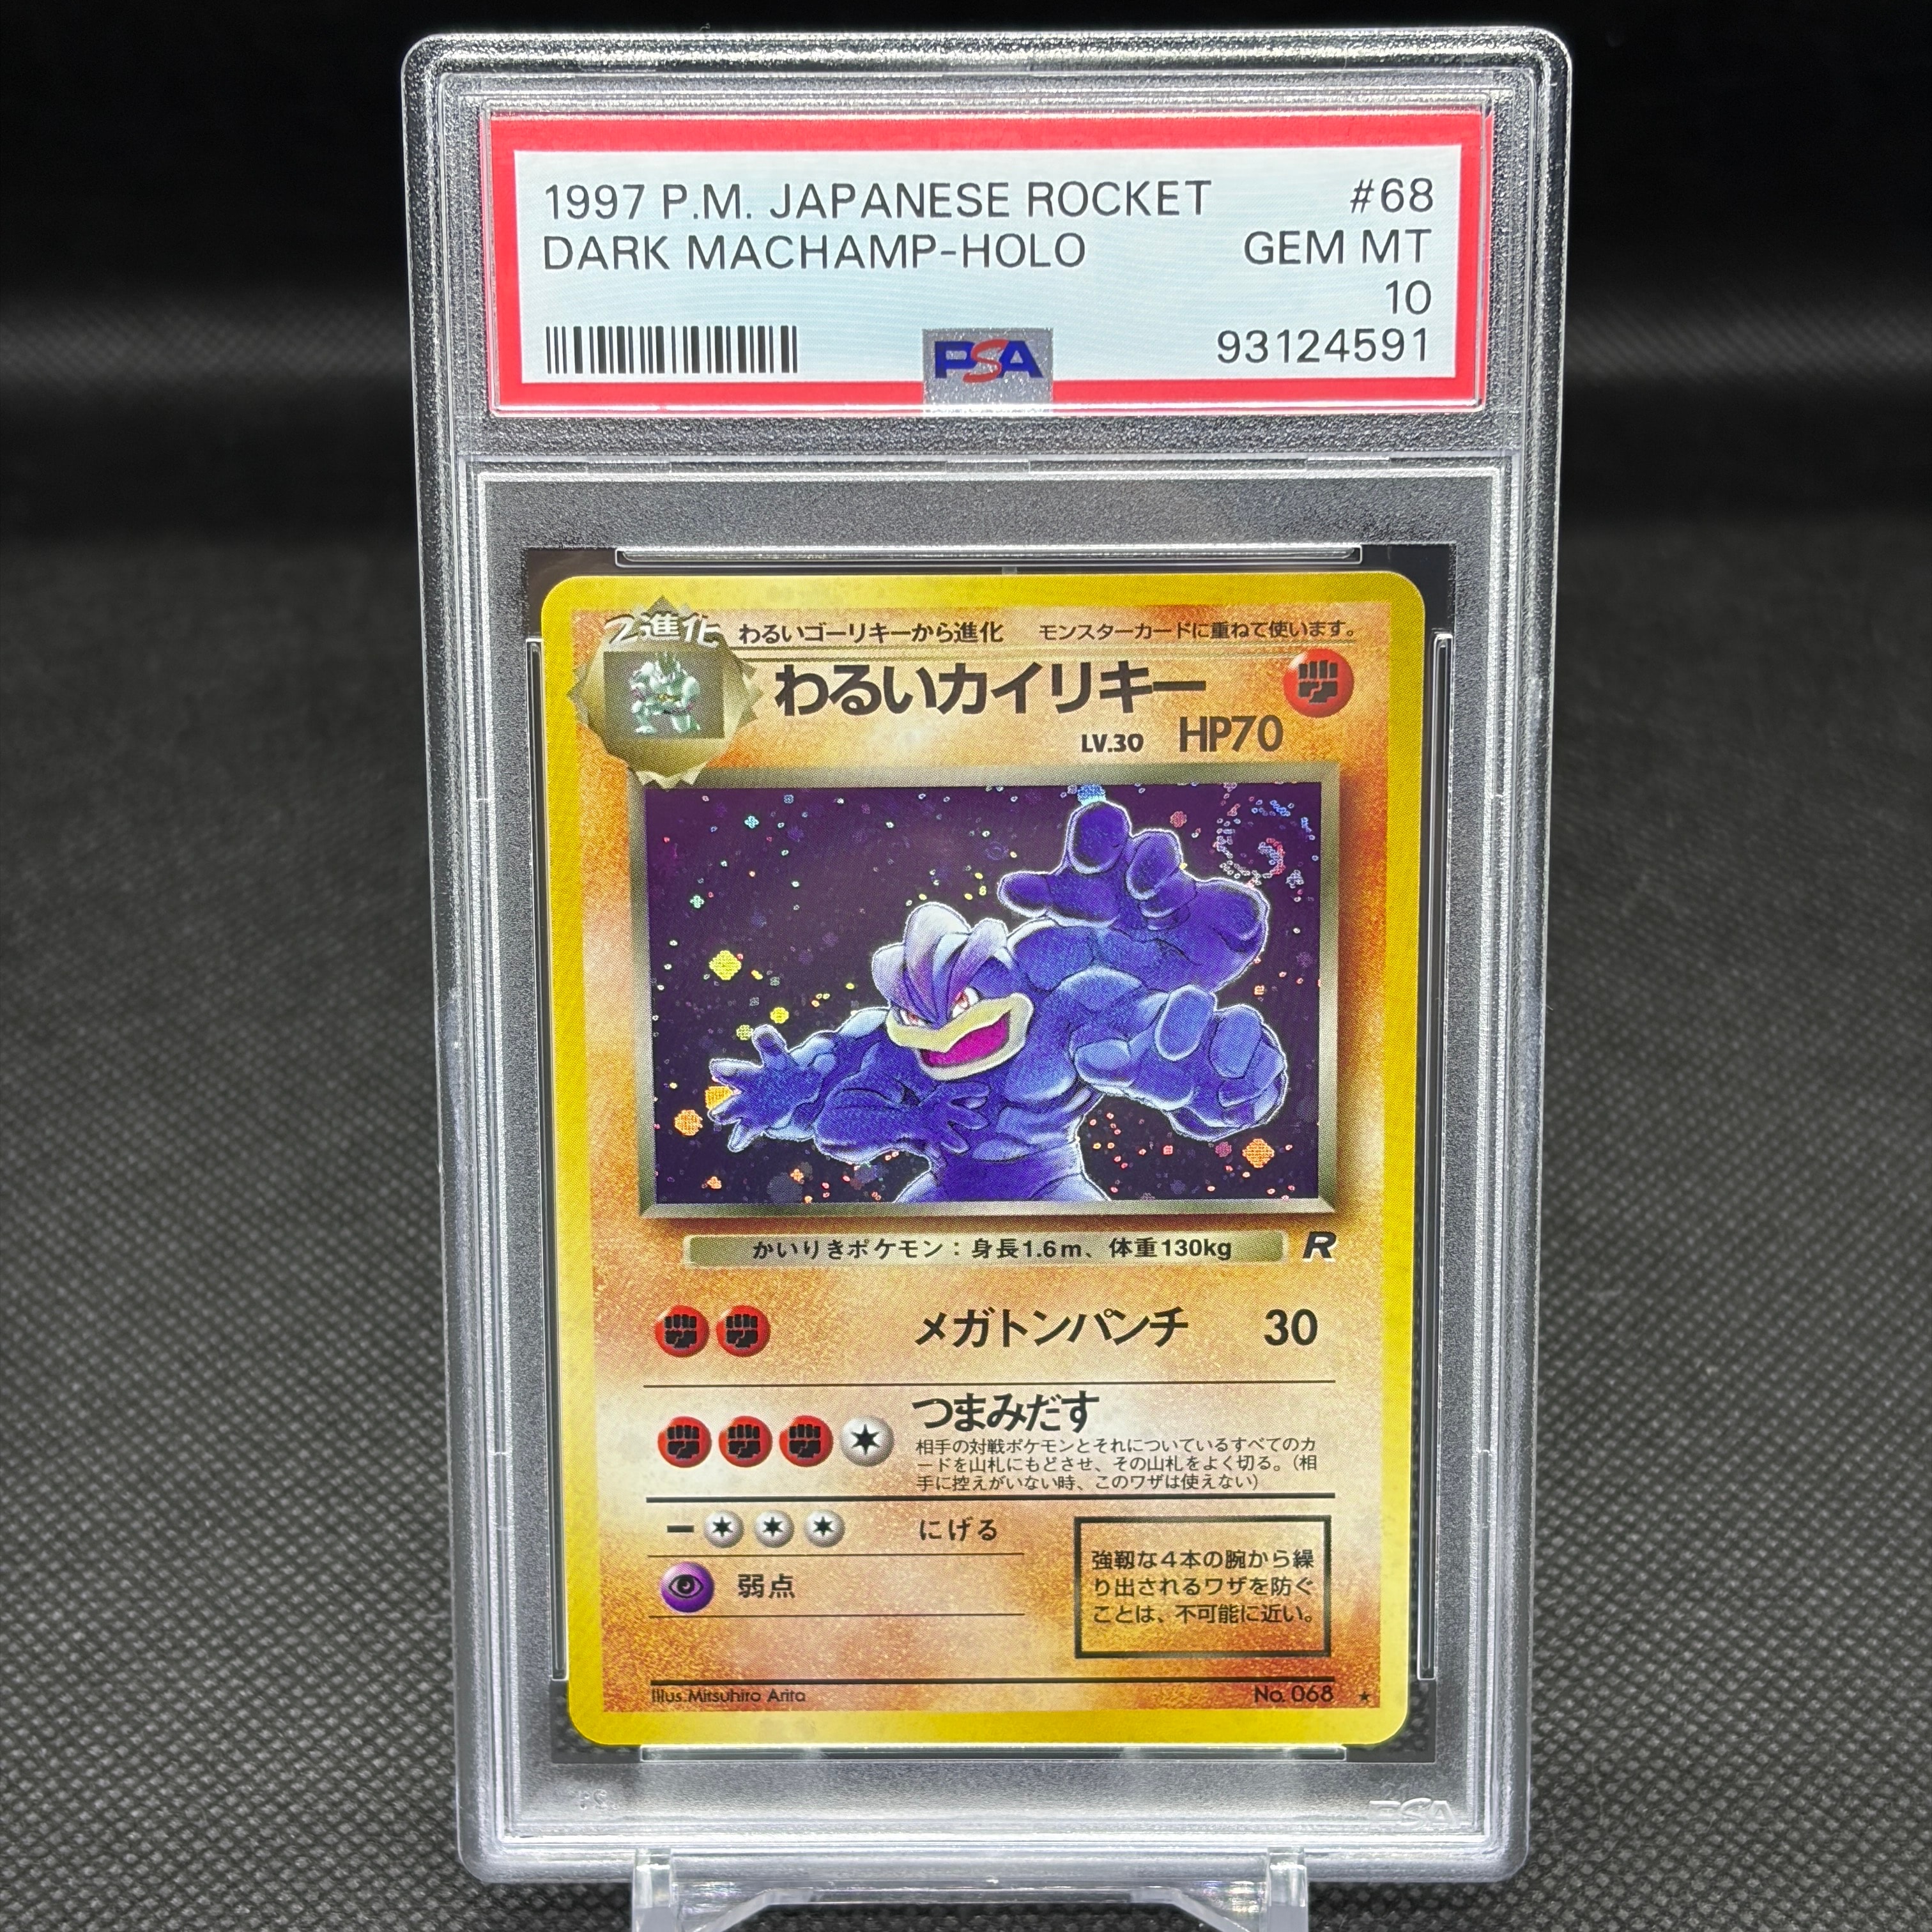 1997 P.M. JAPANESE ROCKET #68
DARK MACHAMP-HOLO GEM MT
10
PSA 93124591
2進化 わるいゴーリキーから進化 モンスターカードに重ねて使います。
わるいカイリキー
LV.30 HP70
かいりきポケモン:身長1.6m、体重130kg R
メガトンパンチ 30
つまみだす
相手の対戦ポケモンとそれについているすべてのカ
ードを山札にもどさせ、その山札をよく切る。(相
手に控えがいない時、このワザは使えない)
にげる
弱点
強靱な4本の腕から繰
り出されるワザを防ぐ
ことは、不可能に近い。
Illus.Mitsuhiro Arita No.068
PSA